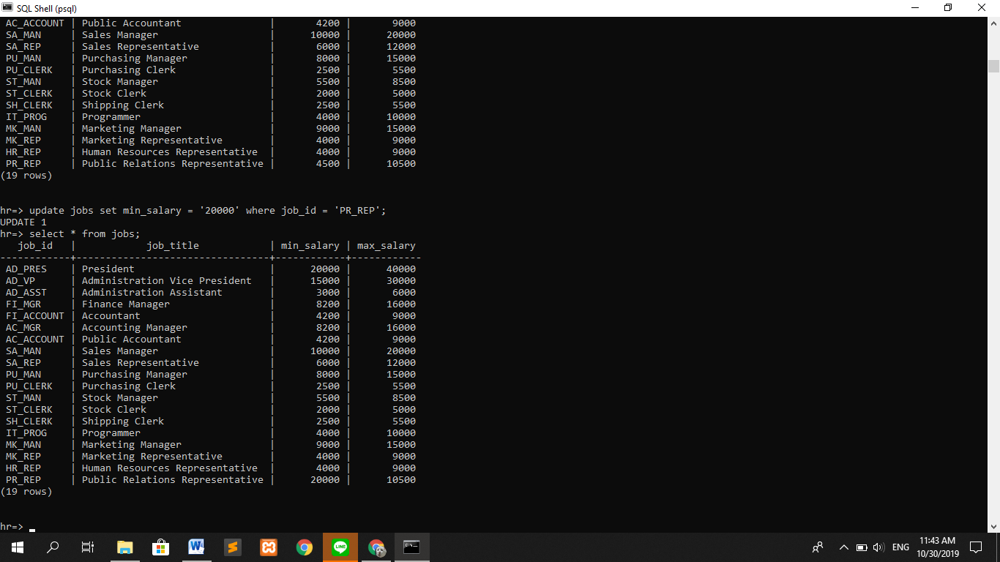 SQL Shell (psql)
AC_ACCOUNT | Public Accountant | 4200 | 9000
SA_MAN | Sales Manager | 10000 | 20000
SA_REP | Sales Representative | 6000 | 12000
PU_MAN | Purchasing Manager | 8000 | 15000
PU_CLERK | Purchasing Clerk | 2500 | 5500
ST_MAN | Stock Manager | 5500 | 8500
ST_CLERK | Stock Clerk | 2000 | 5000
SH_CLERK | Shipping Clerk | 2500 | 5500
IT_PROG | Programmer | 4000 | 10000
MK_MAN | Marketing Manager | 9000 | 15000
MK_REP | Marketing Representative | 4000 | 9000
HR_REP | Human Resources Representative | 4000 | 9000
PR_REP | Public Relations Representative | 4500 | 10500
(19 rows)
hr=> update jobs set min_salary = '20000' where job_id = 'PR_REP';
UPDATE 1
hr=> select * from jobs;
job_id | job_title | min_salary | max_salary
-----------+---------------------------------+------------+------------
AD_PRES | President | 20000 | 40000
AD_VP | Administration Vice President | 15000 | 30000
AD_ASST | Administration Assistant | 3000 | 6000
FI_MGR | Finance Manager | 8200 | 16000
FI_ACCOUNT | Accountant | 4200 | 9000
AC_MGR | Accounting Manager | 8200 | 16000
AC_ACCOUNT | Public Accountant | 4200 | 9000
SA_MAN | Sales Manager | 10000 | 20000
SA_REP | Sales Representative | 6000 | 12000
PU_MAN | Purchasing Manager | 8000 | 15000
PU_CLERK | Purchasing Clerk | 2500 | 5500
ST_MAN | Stock Manager | 5500 | 8500
ST_CLERK | Stock Clerk | 2000 | 5000
SH_CLERK | Shipping Clerk | 2500 | 5500
IT_PROG | Programmer | 4000 | 10000
MK_MAN | Marketing Manager | 9000 | 15000
MK_REP | Marketing Representative | 4000 | 9000
HR_REP | Human Resources Representative | 4000 | 9000
PR_REP | Public Relations Representative | 20000 | 10500
(19 rows)
hr=>
LINE
ENG
11:43 AM
10/30/2019